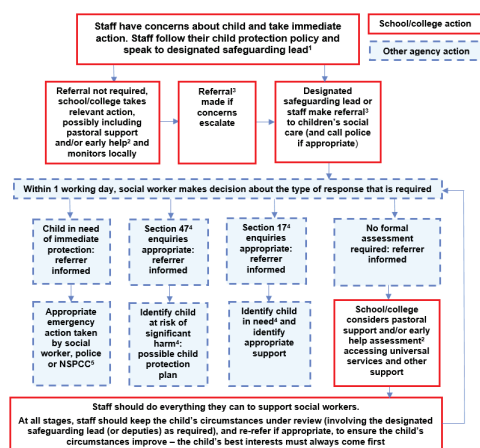 Staff have concerns about child and take immediate
action. Staff follow their child protection policy and
speak to designated safeguarding lead¹
School/college action
Other agency action
Referral not required,
school/college takes
relevant action,
possibly including
pastoral support
and/or early help² and
monitors locally
Referral³
made if
concerns
escalate
Designated
safeguarding lead or
staff make referral³
to children's social
care (and call police
if appropriate)
Within 1 working day, social worker makes decision about the type of response that is required
Child in need
of immediate
protection:
referrer
informed
Section 47⁴
enquiries
appropriate:
referrer
informed
Section 17⁴
enquiries
appropriate:
referrer
informed
No formal
assessment
required: referrer
informed
Appropriate
emergency
action taken
by social
worker, police
or NSPCC⁵
Identify child
at risk of
significant
harm⁴:
possible child
protection
plan
Identify child
in need⁴ and
identify
appropriate
support
School/college
considers pastoral
support and/or early
help assessment²
accessing universal
services and other
support
Staff should do everything they can to support social workers.
At all stages, staff should keep the child's circumstances under review (involving the designated
safeguarding lead (or deputies) as required), and re-refer if appropriate, to ensure the child's
circumstances improve – the child's best interests must always come first